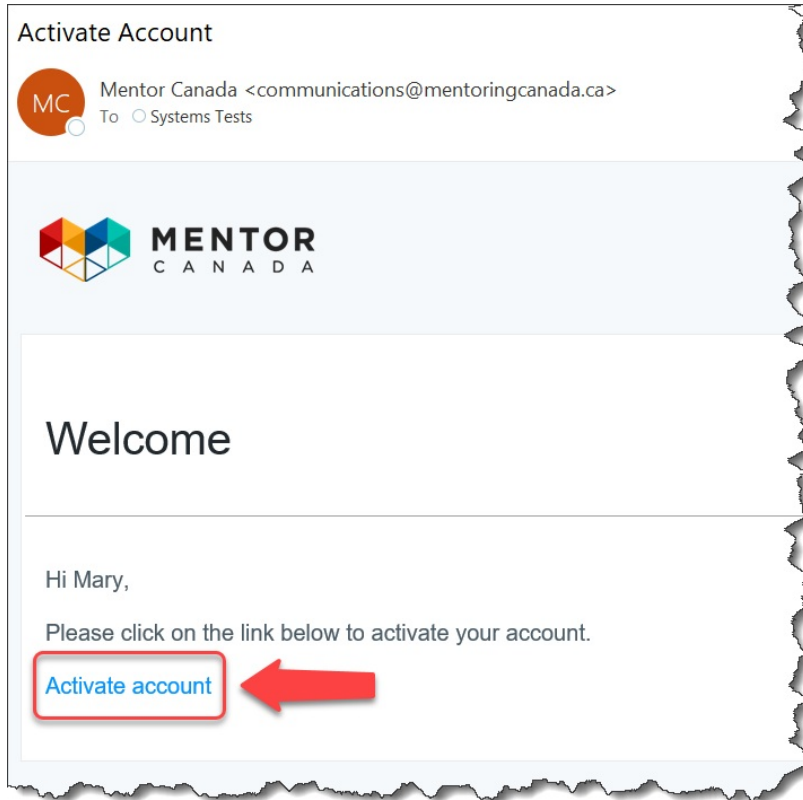 Activate Account
MC
Mentor Canada <communications@mentoringcanada.ca>
To Systems Tests
MENTOR
CANADA
Welcome
Hi Mary,
Please click on the link below to activate your account.
Activate account